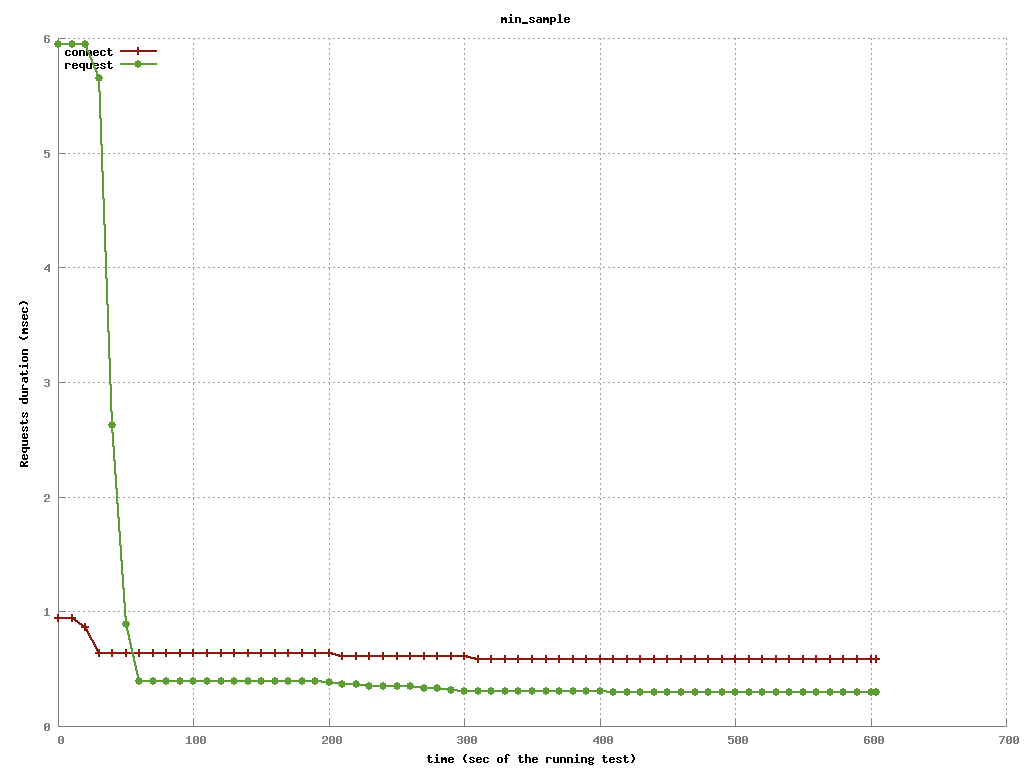 min_sample
connect
request
Requests duration (msec)
6
5
4
3
2
1
0
0 100 200 300 400 500 600 700
time (sec of the running test)